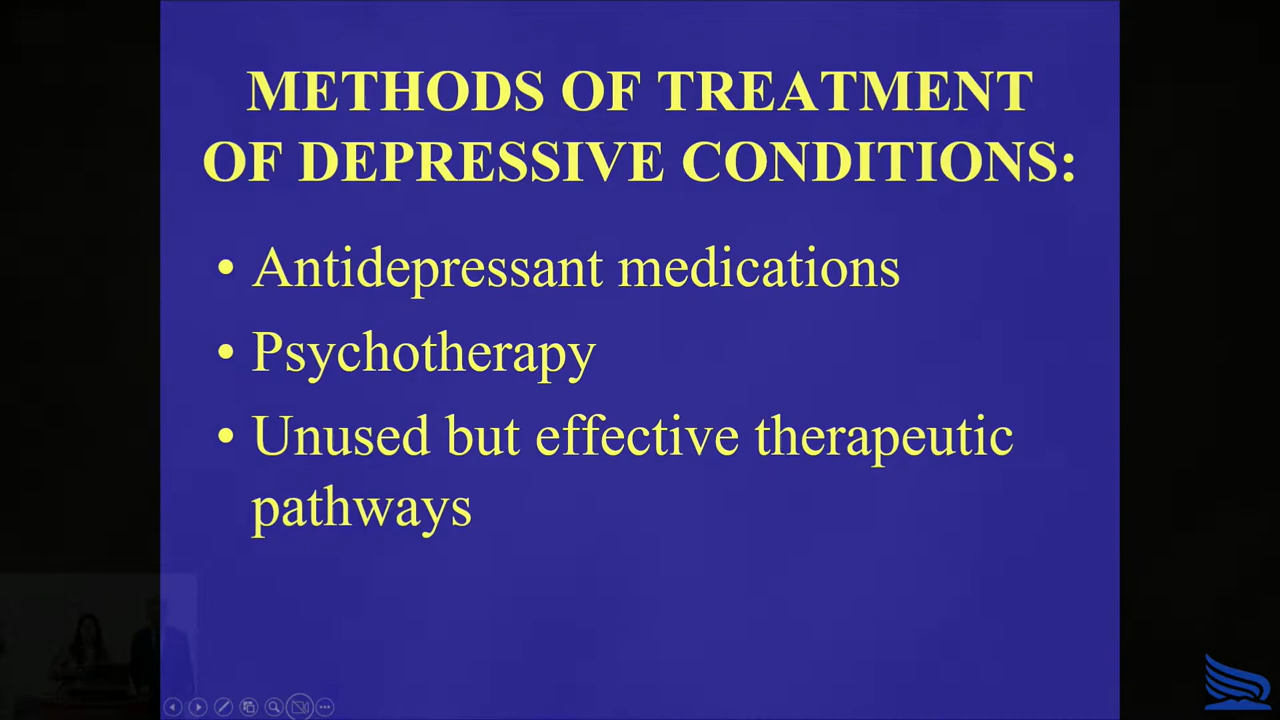 METHODS OF TREATMENT
OF DEPRESSIVE CONDITIONS:
• Antidepressant medications
• Psychotherapy
• Unused but effective therapeutic
pathways